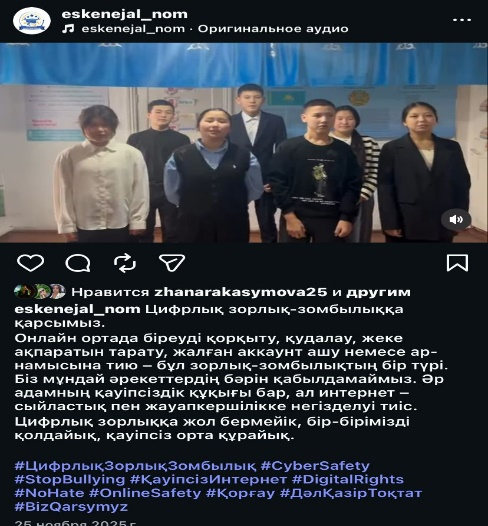 eskenejal_nom
eskenejal_nom · Оригинальное аудио
Нравится zhanarakasymova25 и другим
eskenejal_nom Цифрлық зорлық-зомбылыққа
қарсымыз.
Онлайн ортада біреуді қорқыту, қудалау, жеке
ақпаратын тарату, жалған аккаунт ашу немесе ар-
намысына тию – бұл зорлық-зомбылықтың бір түрі.
Біз мұндай әрекеттердің бәрін қабылдамаймыз. Әр
адамның қауіпсіздік құқығы бар, ал интернет –
сыйластық пен жауапкершілікке негізделуі тиіс.
Цифрлық зорлыққа жол бермейік, бір-бірімізді
қолдайық, қауіпсіз орта құрайық.
#ЦифрлықЗорлықЗомбылық #CyberSafety
#StopBullying #ҚауіпсізИнтернет #DigitalRights
#NoHate #OnlineSafety #Қорғау #ДәлҚазірТоқтат
#BizQarsymyz
25 ноября 2025 г.